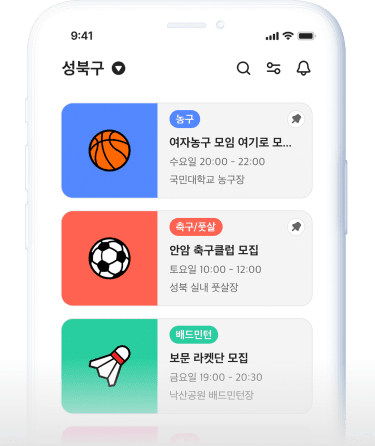 9:41
성북구
농구
여자농구 모임 여기로 모...
수요일 20:00 - 22:00
국민대학교 농구장
축구/풋살
안암 축구클럽 모집
토요일 10:00 - 12:00
성북 실내 풋살장
배드민턴
보문 라켓단 모집
금요일 19:00 - 20:30
낙산공원 배드민턴장